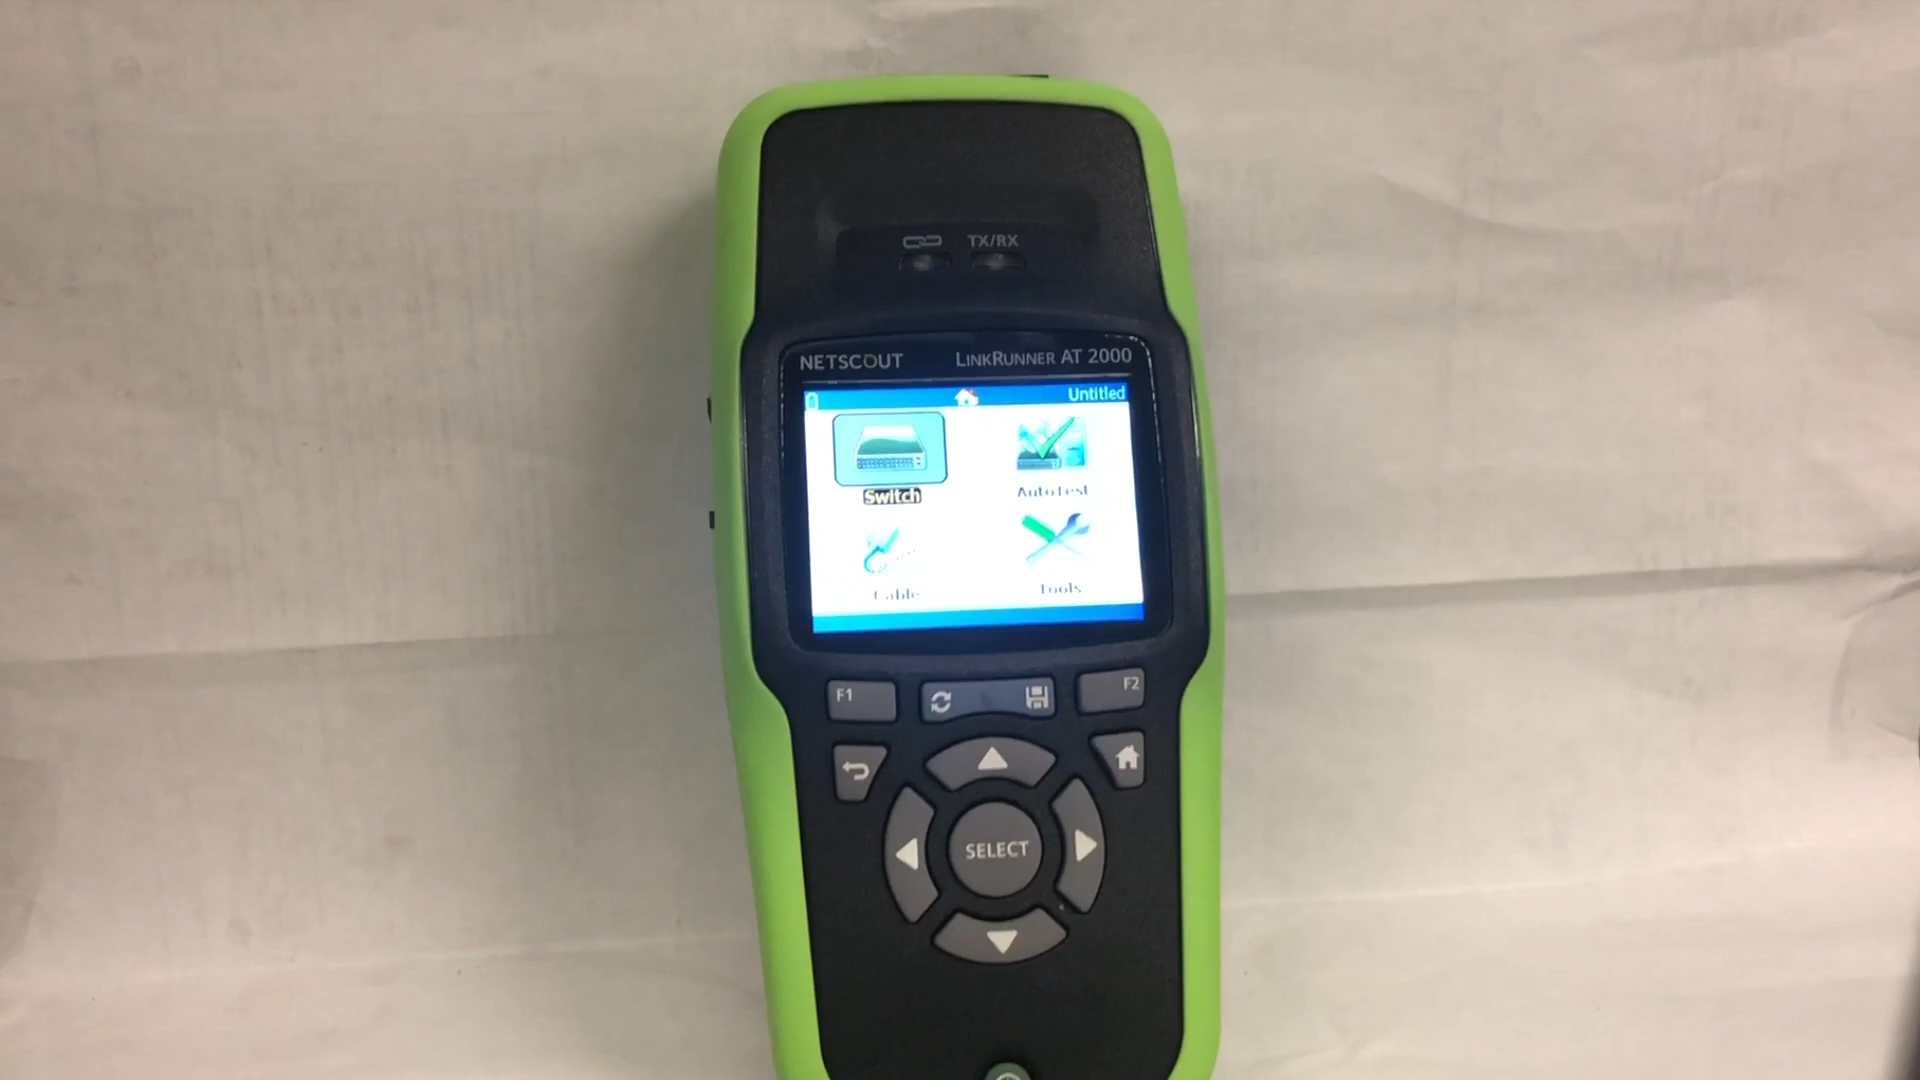 TX/RX
NETSCOUT
LINKRUNNER AT 2000
Untitled
Switch
AutoTest
Cable
Tools
F1
F2
SELECT